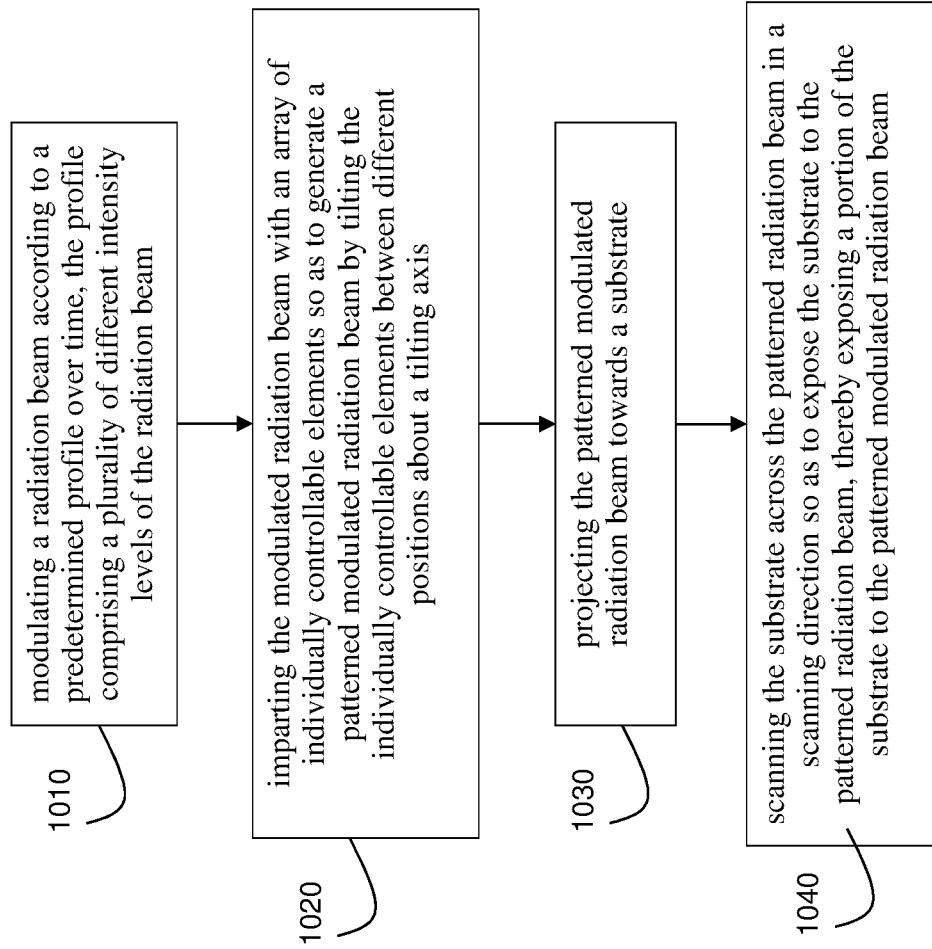 modulating a radiation beam according to a
predetermined profile over time, the profile
comprising a plurality of different intensity
levels of the radiation beam
1010
imparting the modulated radiation beam with an array of
individually controllable elements so as to generate a
patterned modulated radiation beam by tilting the
individually controllable elements between different
positions about a tilting axis
1020
projecting the patterned modulated
radiation beam towards a substrate
1030
scanning the substrate across the patterned radiation beam in a
scanning direction so as to expose the substrate to the
patterned radiation beam, thereby exposing a portion of the
substrate to the patterned modulated radiation beam
1040